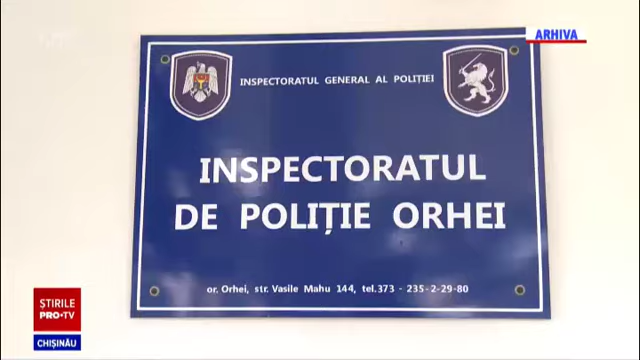 ARHIVA
INSPECTORATUL GENERAL AL POLIȚIEI
INSPECTORATUL
DE POLIȚIE ORHEI
or. Orhei, str. Vasile Mahu 144, tel.373 - 235-2-29-80
ȘTIRILE
PRO•TV
CHIȘINĂU